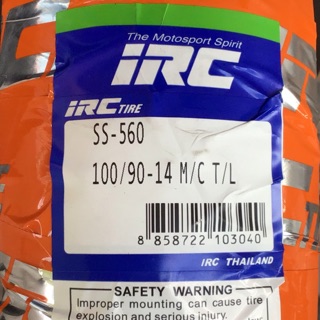 The Motosport Spirit
IRC
IRC TIRE
SS-560
100/90-14 M/C T/L
8 858722 103040
IRC THAILAND
SAFETY WARNING
Improper mounting can cause tire
explosion and serious injury.